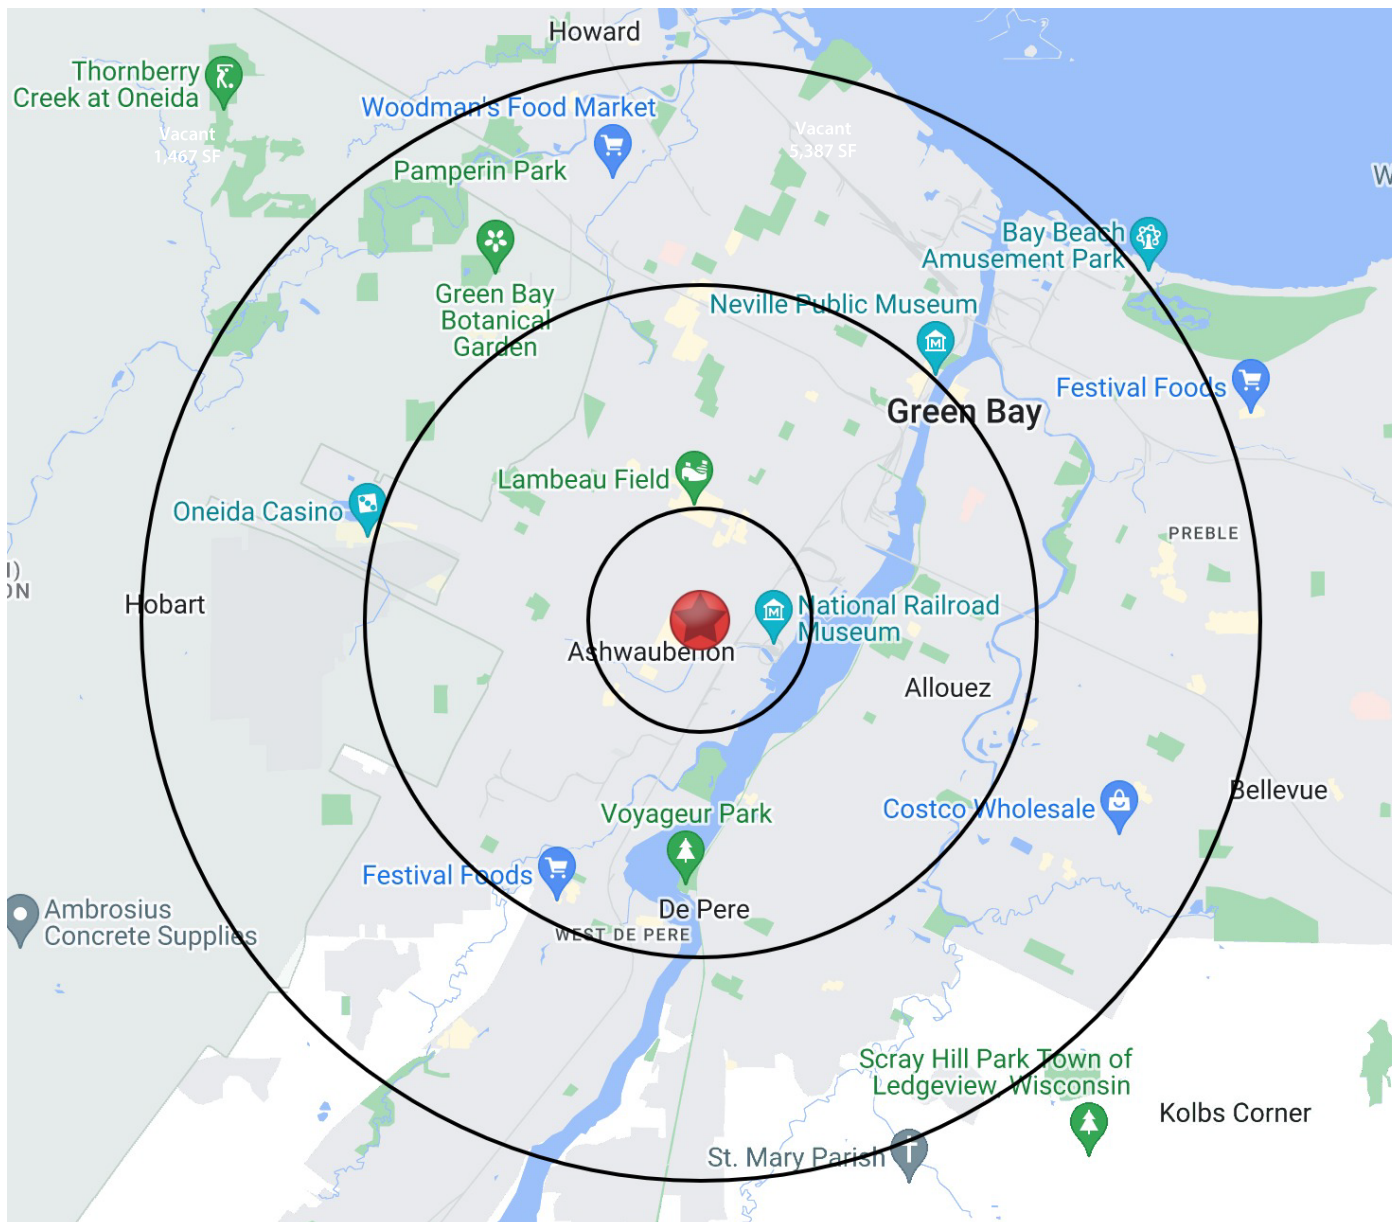 Howard
Thornberry
Creek at Oneida
Woodman's Food Market
Vacant
1,467 SF
Vacant
5,387 SF
Pamperin Park
W
Bay Beach
Amusement Park
Green Bay
Botanical
Garden
Neville Public Museum
Festival Foods
Green Bay
Lambeau Field
Oneida Casino
PREBLE
ON
Hobart
National Railroad
Museum
Ashwaubenon
Allouez
Bellevue
Voyageur Park
Costco Wholesale
Festival Foods
De Pere
Ambrosius
Concrete Supplies
WEST DE PERE
Scray Hill Park Town of
Ledgeview, Wisconsin
Kolbs Corner
St. Mary Parish